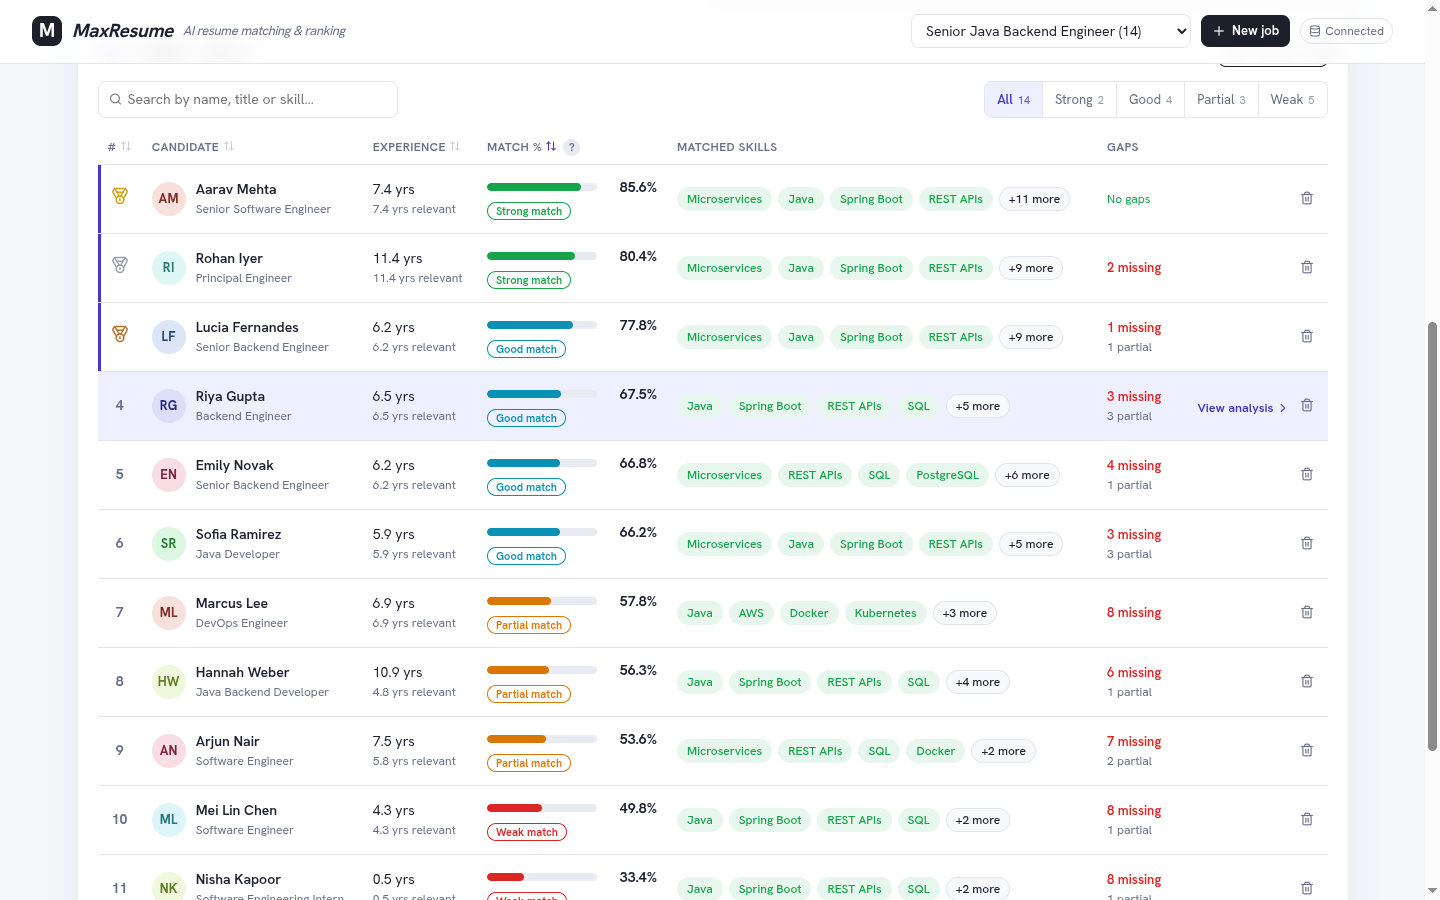 M MaxResume AI resume matching & ranking Senior Java Backend Engineer (14) + New job Connected
Search by name, title or skill... All 14 Strong 2 Good 4 Partial 3 Weak 5
# CANDIDATE EXPERIENCE MATCH % ? MATCHED SKILLS GAPS
AM Aarav Mehta 7.4 yrs 85.6%
Senior Software Engineer 7.4 yrs relevant Strong match Microservices Java Spring Boot REST APIs +11 more No gaps
RI Rohan Iyer 11.4 yrs 80.4%
Principal Engineer 11.4 yrs relevant Strong match Microservices Java Spring Boot REST APIs +9 more 2 missing
LF Lucia Fernandes 6.2 yrs 77.8% 1 missing
Senior Backend Engineer 6.2 yrs relevant Good match Microservices Java Spring Boot REST APIs +9 more 1 partial
4 RG Riya Gupta 6.5 yrs 67.5% 3 missing
Backend Engineer 6.5 yrs relevant Good match Java Spring Boot REST APIs SQL +5 more 3 partial View analysis
5 EN Emily Novak 6.2 yrs 66.8% 4 missing
Senior Backend Engineer 6.2 yrs relevant Good match Microservices REST APIs SQL PostgreSQL +6 more 1 partial
6 SR Sofia Ramirez 5.9 yrs 66.2% 3 missing
Java Developer 5.9 yrs relevant Good match Microservices Java Spring Boot REST APIs +5 more 3 partial
7 ML Marcus Lee 6.9 yrs 57.8%
DevOps Engineer 6.9 yrs relevant Partial match Java AWS Docker Kubernetes +3 more 8 missing
8 HW Hannah Weber 10.9 yrs 56.3% 6 missing
Java Backend Developer 4.8 yrs relevant Partial match Java Spring Boot REST APIs SQL +4 more 1 partial
9 AN Arjun Nair 7.5 yrs 53.6% 7 missing
Software Engineer 5.8 yrs relevant Partial match Microservices REST APIs SQL Docker +2 more 2 partial
10 ML Mei Lin Chen 4.3 yrs 49.8% 8 missing
Software Engineer 4.3 yrs relevant Weak match Java Spring Boot REST APIs SQL +2 more 1 partial
11 NK Nisha Kapoor 0.5 yrs 33.4% 8 missing
Software Engineering Intern 0.5 yrs relevant Weak match Java Spring Boot REST APIs SQL +2 more 1 partial